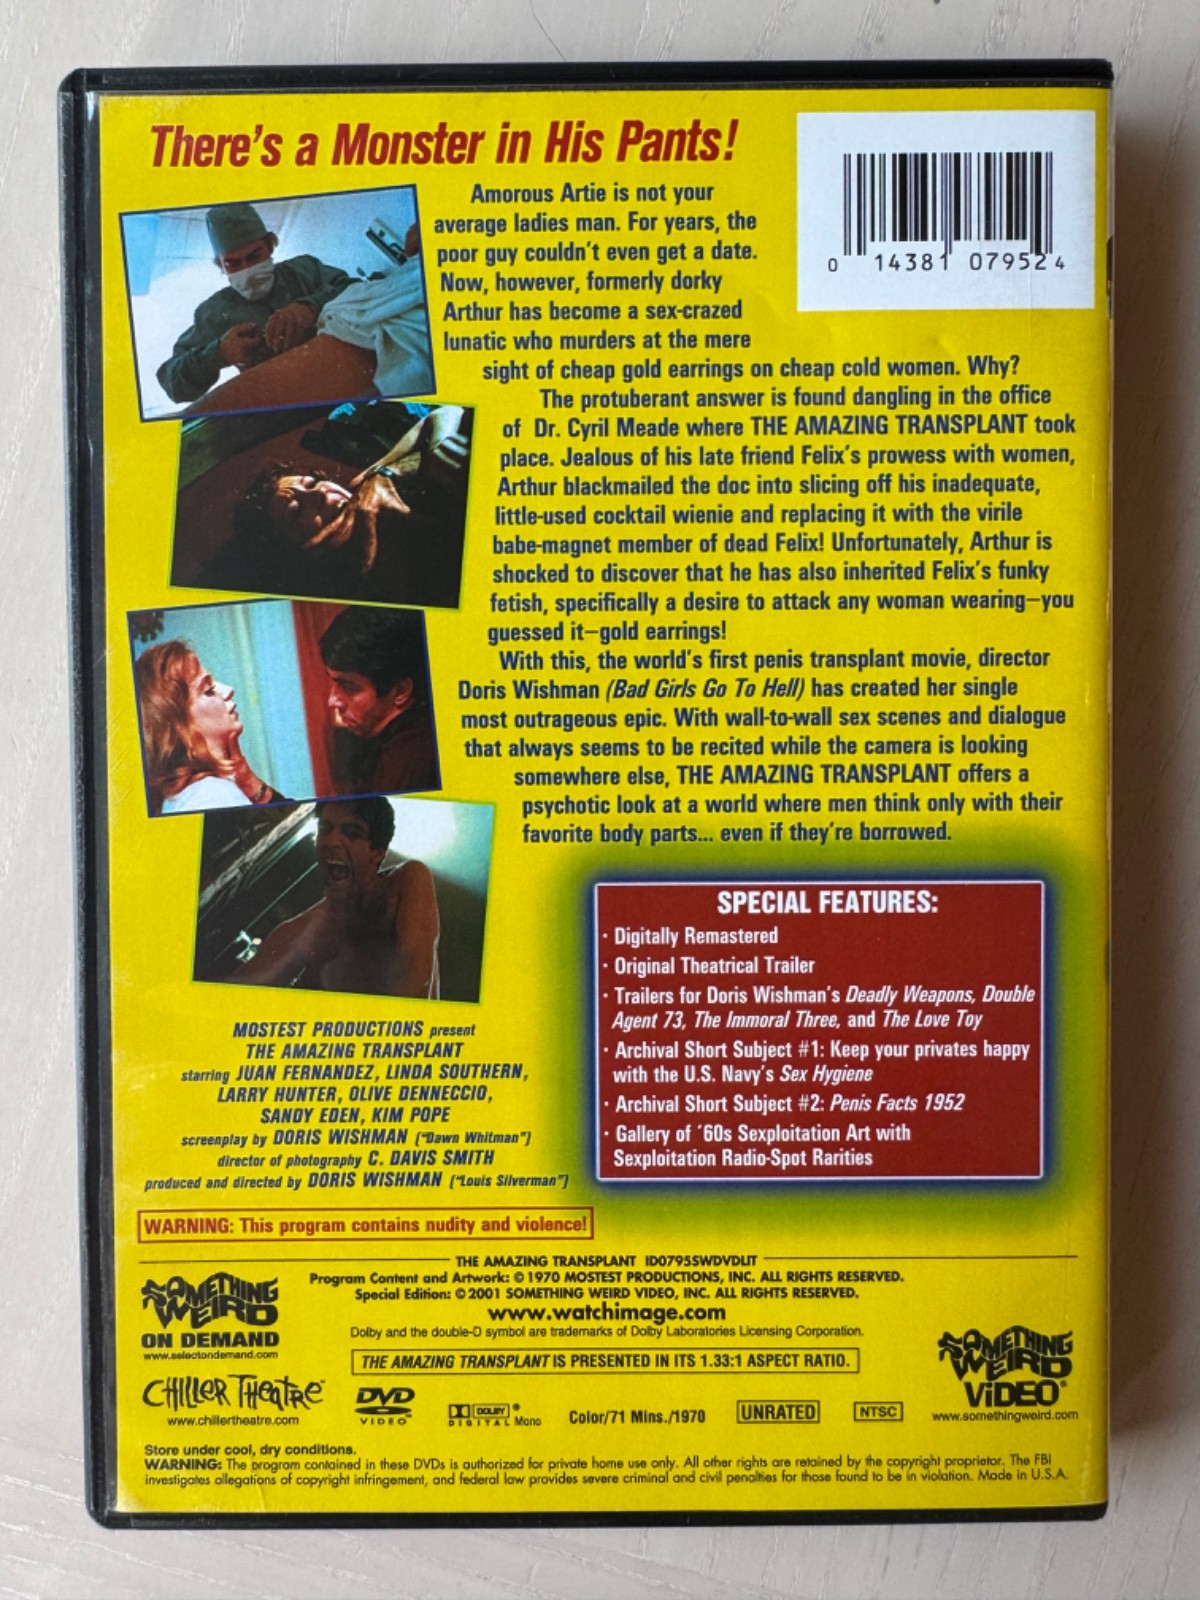 There's a Monster in His Pants!
0 14381 07952 4
Amorous Artie is not your
average ladies man. For years, the
poor guy couldn't even get a date.
Now, however, formerly dorky
Arthur has become a sex-crazed
lunatic who murders at the mere
sight of cheap gold earrings on cheap cold women. Why?
The protuberant answer is found dangling in the office
of Dr. Cyril Meade where THE AMAZING TRANSPLANT took
place. Jealous of his late friend Felix's prowess with women,
Arthur blackmailed the doc into slicing off his inadequate,
little-used cocktail wienie and replacing it with the virile
babe-magnet member of dead Felix! Unfortunately, Arthur is
shocked to discover that he has also inherited Felix's funky
fetish, specifically a desire to attack any woman wearing—you
guessed it—gold earrings!
With this, the world's first penis transplant movie, director
Doris Wishman (Bad Girls Go To Hell) has created her single
most outrageous epic. With wall-to-wall sex scenes and dialogue
that always seems to be recited while the camera is looking
somewhere else, THE AMAZING TRANSPLANT offers a
psychotic look at a world where men think only with their
favorite body parts... even if they're borrowed.
SPECIAL FEATURES:
· Digitally Remastered
· Original Theatrical Trailer
· Trailers for Doris Wishman's Deadly Weapons, Double
Agent 73, The Immoral Three, and The Love Toy
· Archival Short Subject #1: Keep your privates happy
with the U.S. Navy's Sex Hygiene
· Archival Short Subject #2: Penis Facts 1952
· Gallery of '60s Sexploitation Art with
Sexploitation Radio-Spot Rarities
MOSTEST PRODUCTIONS present
THE AMAZING TRANSPLANT
starring JUAN FERNANDEZ, LINDA SOUTHERN,
LARRY HUNTER, OLIVE DENNECCIO,
SANDY EDEN, KIM POPE
screenplay by DORIS WISHMAN ("Dawn Whitman")
director of photography C. DAVIS SMITH
produced and directed by DORIS WISHMAN ("Louis Silverman")
WARNING: This program contains nudity and violence!
THE AMAZING TRANSPLANT ID0795SWDVDLIT
Program Content and Artwork: © 1970 MOSTEST PRODUCTIONS, INC. ALL RIGHTS RESERVED.
Special Edition: © 2001 SOMETHING WEIRD VIDEO, INC. ALL RIGHTS RESERVED.
www.watchimage.com
Dolby and the double-D symbol are trademarks of Dolby Laboratories Licensing Corporation.
THE AMAZING TRANSPLANT IS PRESENTED IN ITS 1.33:1 ASPECT RATIO.
SOMETHING
WEIRD
ON DEMAND
www.selectondemand.com
CHILLER THEATRE™
www.chillertheatre.com
DVD
VIDEO
DOLBY®
DIGITAL Mono
Color/71 Mins./1970
UNRATED
NTSC
SOMETHING
WEIRD
ViDEO®
www.somethingweird.com
Store under cool, dry conditions.
WARNING: The program contained in these DVDs is authorized for private home use only. All other rights are retained by the copyright proprietor. The FBI
investigates allegations of copyright infringement, and federal law provides severe criminal and civil penalties for those found to be in violation. Made in U.S.A.